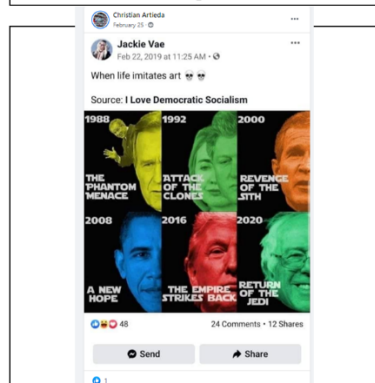 Christian Artieda
February 25 ·
Jackie Vae
Feb 22, 2019 at 11:25 AM ·
When life imitates art 💀 💀
Source: I Love Democratic Socialism
1988
THE
PHANTOM
MENACE
1992
ATTACK
OF THE
CLONES
2000
REVENGE
OF THE
SITH
2008
A NEW
HOPE
2016
THE EMPIRE
STRIKES BACK
2020
RETURN
OF THE
JEDI
48
24 Comments • 12 Shares
Send
Share
1